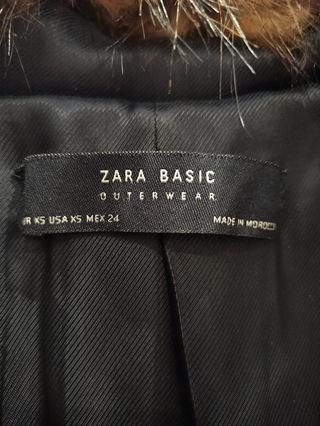 ZARA BASIC
OUTERWEAR
XS USA XS MEX 24 MADE IN MOROCCO